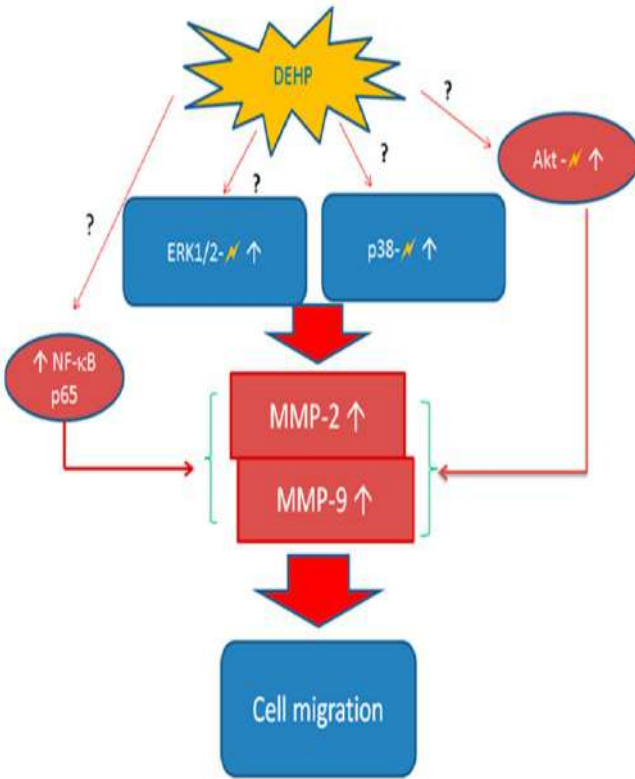 DEHP
?
?
?
?
Akt - ⚡ ↑
ERK1/2-⚡ ↑
p38-⚡ ↑
↑ NF-κB
p65
MMP-2 ↑
MMP-9 ↑
Cell migration